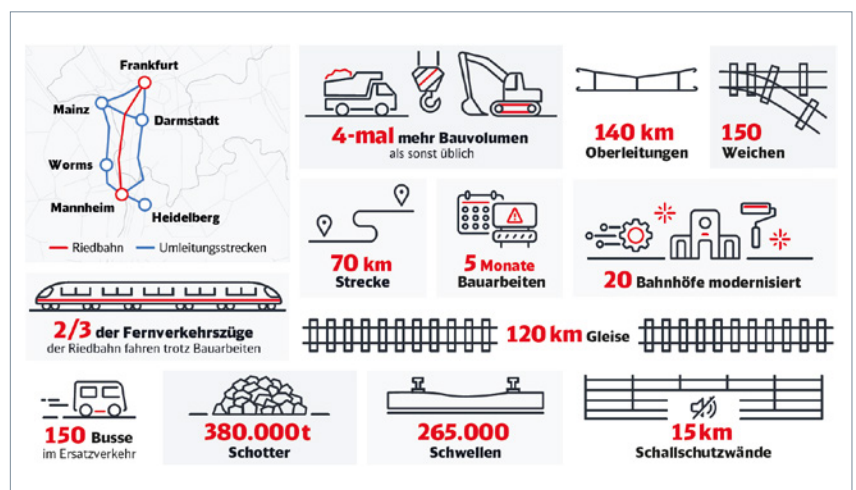 Frankfurt
Mainz
Darmstadt
Worms
Mannheim
Heidelberg
Riedbahn
Umleitungsstrecken
4-mal mehr Bauvolumen
als sonst üblich
140 km
Oberleitungen
150
Weichen
70 km
Strecke
5 Monate
Bauarbeiten
20 Bahnhöfe modernisiert
2/3 der Fernverkehrszüge
der Riedbahn fahren trotz Bauarbeiten
120 km Gleise
150 Busse
im Ersatzverkehr
380.000 t
Schotter
265.000
Schwellen
15 km
Schallschutzwände